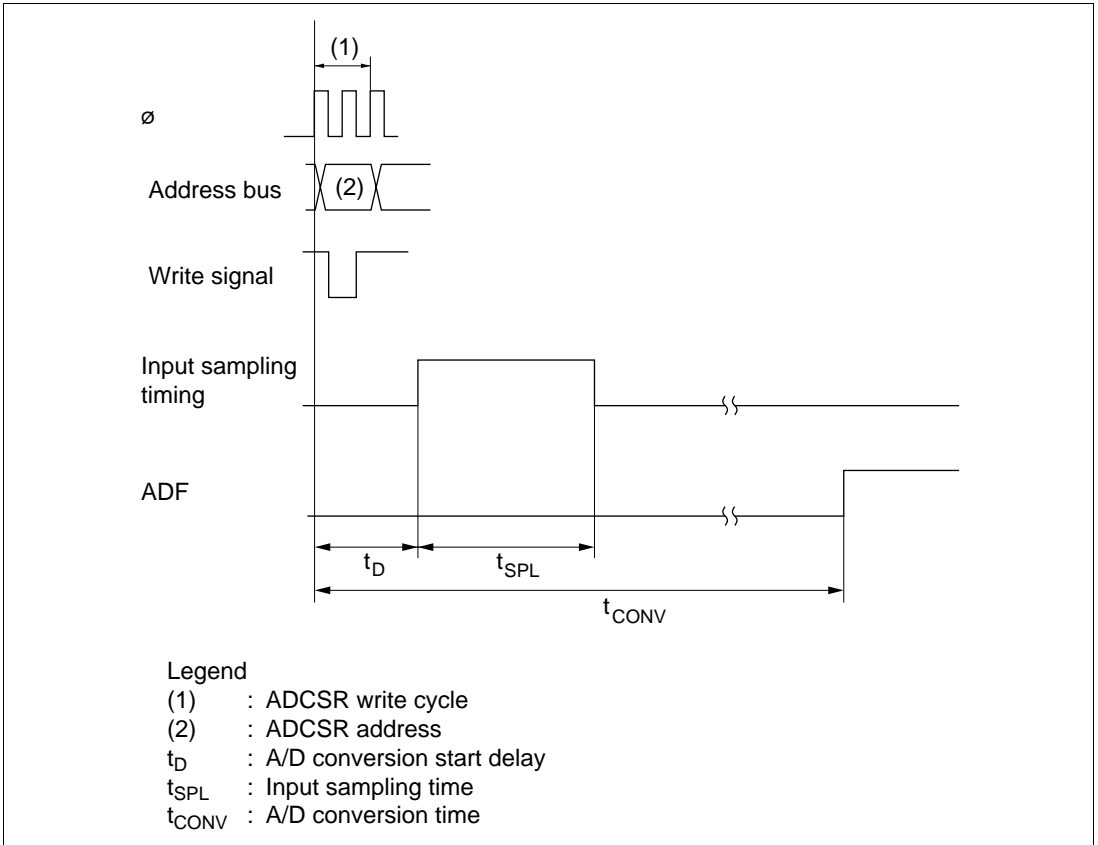 (1)
ø
Address bus
(2)
Write signal
Input sampling
timing
ADF
tD
tSPL
tCONV
Legend
(1) : ADCSR write cycle
(2) : ADCSR address
tD : A/D conversion start delay
tSPL : Input sampling time
tCONV : A/D conversion time